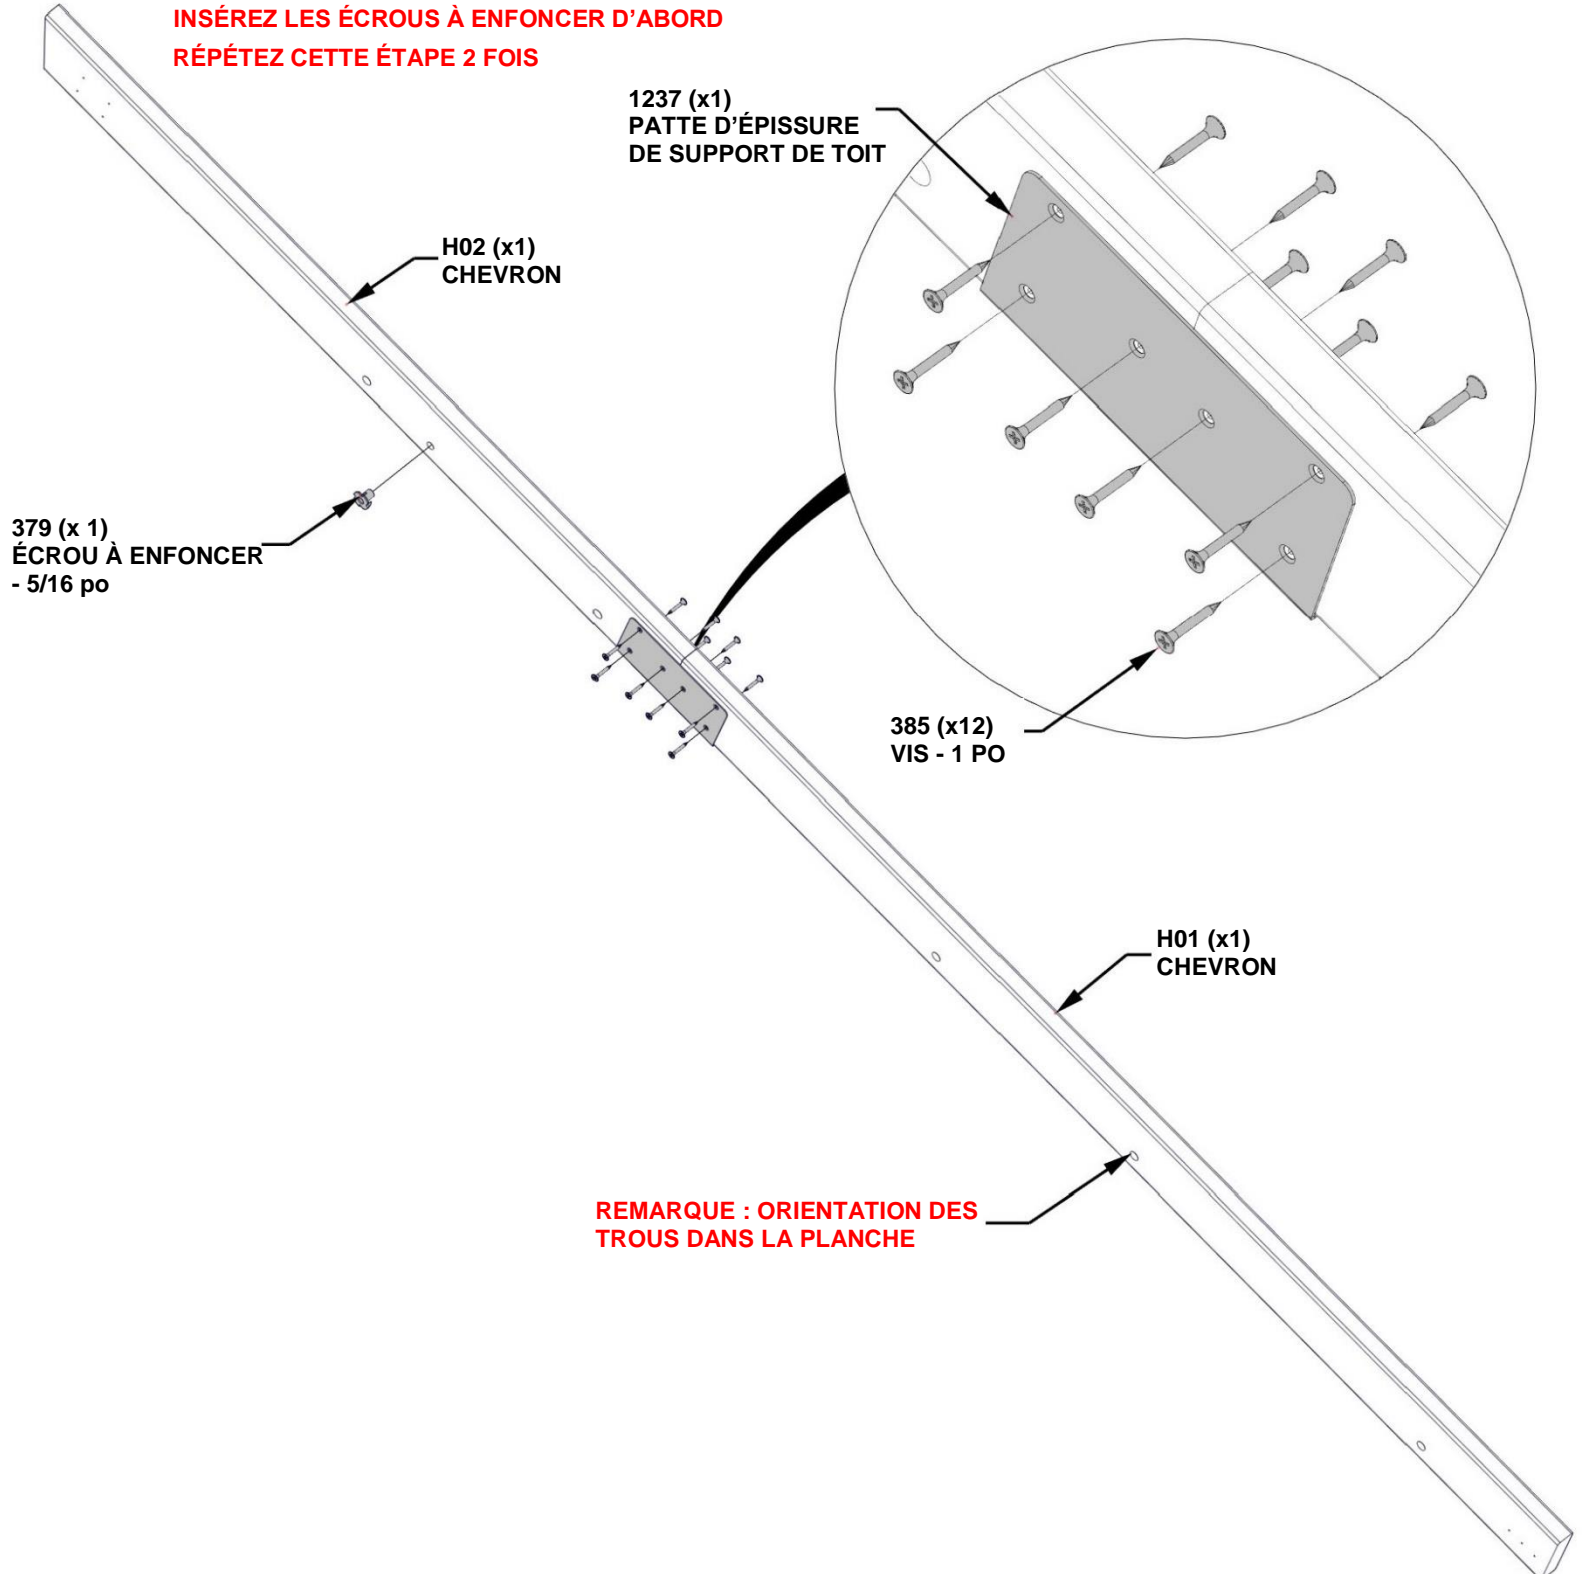 INSÉREZ LES ÉCROUS À ENFONCER D’ABORD
RÉPÉTEZ CETTE ÉTAPE 2 FOIS
1237 (x1)
PATTE D’ÉPISSURE
DE SUPPORT DE TOIT
H02 (x1)
CHEVRON
379 (x 1)
ÉCROU À ENFONCER
- 5/16 po
385 (x12)
VIS - 1 PO
H01 (x1)
CHEVRON
REMARQUE : ORIENTATION DES
TROUS DANS LA PLANCHE